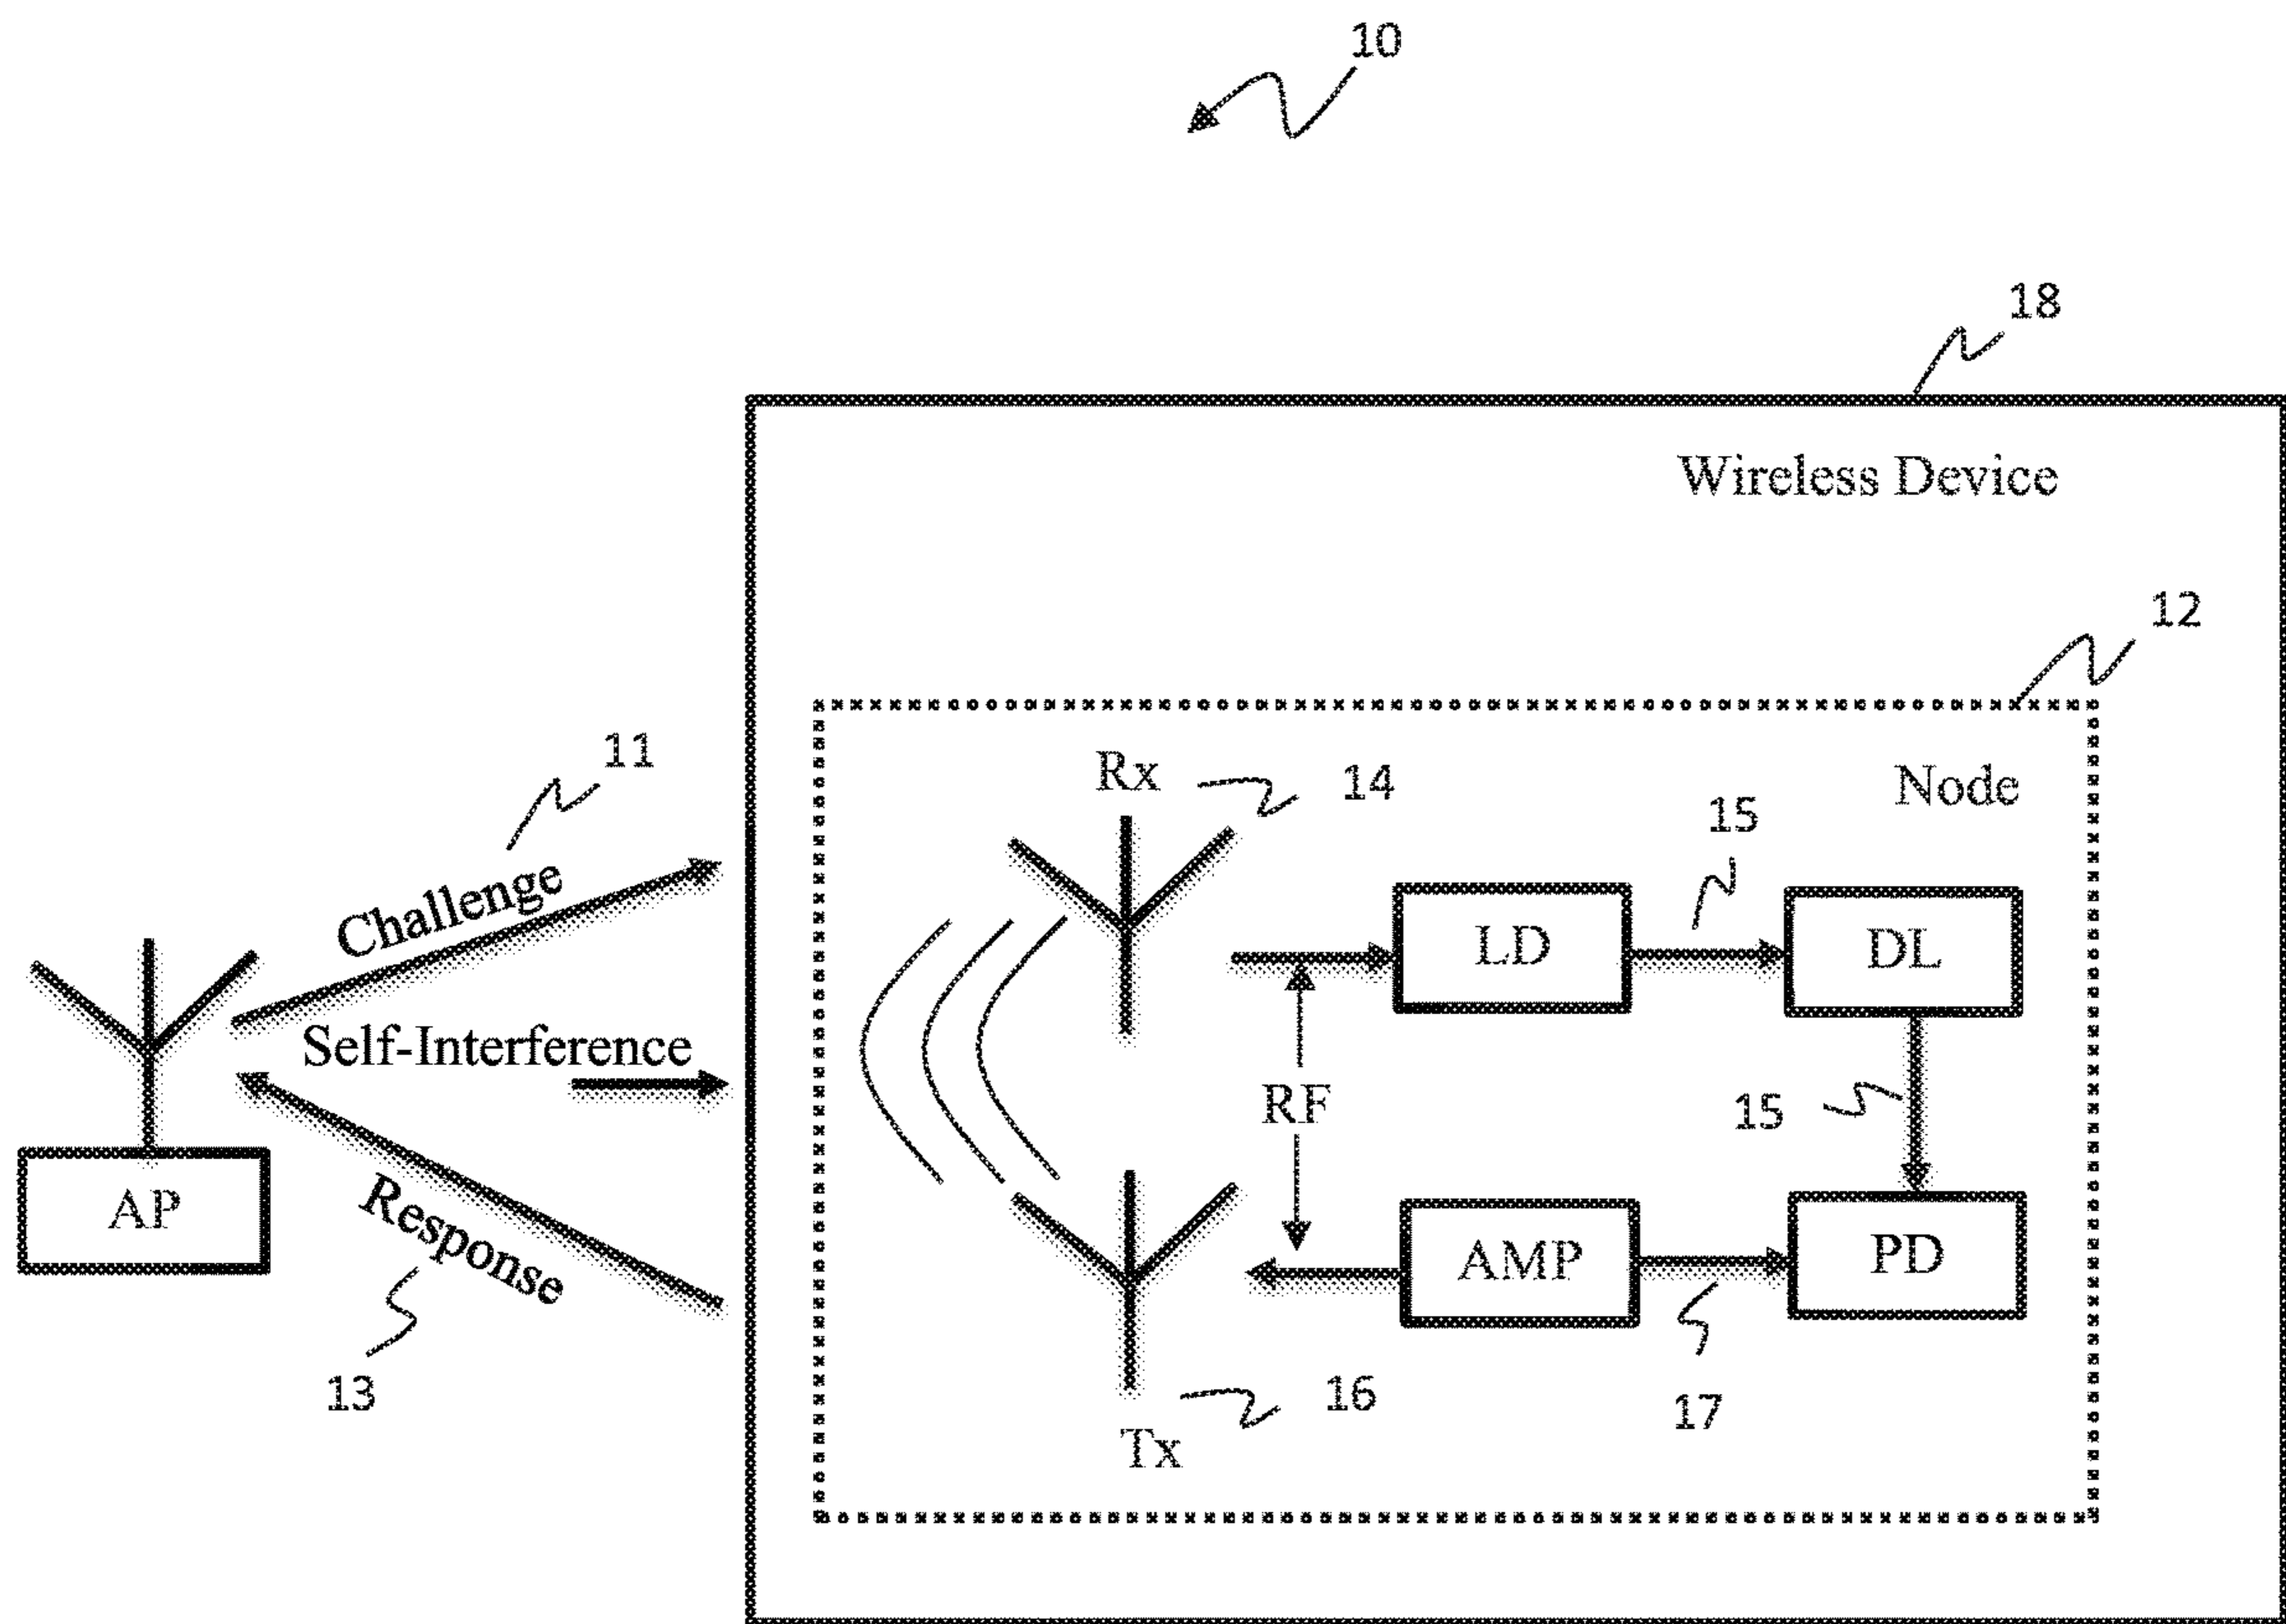 10
18
Wireless Device
12
11
Rx
14
Node
15
Challenge
LD
DL
Self-Interference
RF
15
AP
Response
AMP
PD
13
16
17
Tx